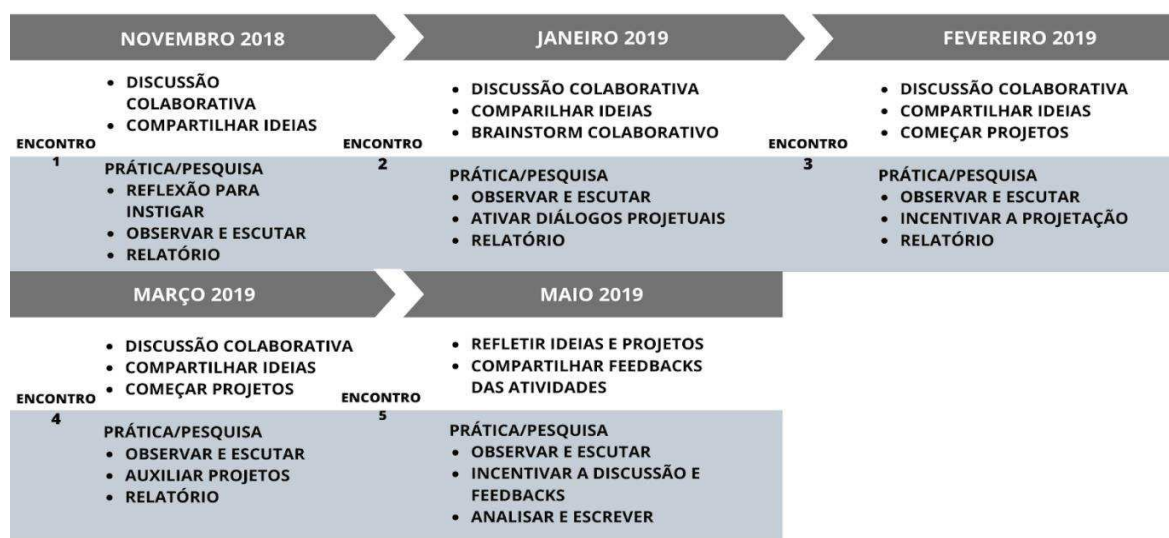 NOVEMBRO 2018
• DISCUSSÃO
COLABORATIVA
• COMPARTILHAR IDEIAS
ENCONTRO
1
PRÁTICA/PESQUISA
• REFLEXÃO PARA
INSTIGAR
• OBSERVAR E ESCUTAR
• RELATÓRIO
JANEIRO 2019
• DISCUSSÃO COLABORATIVA
• COMPARILHAR IDEIAS
• BRAINSTORM COLABORATIVO
ENCONTRO
2
PRÁTICA/PESQUISA
• OBSERVAR E ESCUTAR
• ATIVAR DIÁLOGOS PROJETUAIS
• RELATÓRIO
FEVEREIRO 2019
• DISCUSSÃO COLABORATIVA
• COMPARTILHAR IDEIAS
• COMEÇAR PROJETOS
ENCONTRO
3
PRÁTICA/PESQUISA
• OBSERVAR E ESCUTAR
• INCENTIVAR A PROJETAÇÃO
• RELATÓRIO
MARÇO 2019
• DISCUSSÃO COLABORATIVA
• COMPARTILHAR IDEIAS
• COMEÇAR PROJETOS
ENCONTRO
4
PRÁTICA/PESQUISA
• OBSERVAR E ESCUTAR
• AUXILIAR PROJETOS
• RELATÓRIO
MAIO 2019
• REFLETIR IDEIAS E PROJETOS
• COMPARTILHAR FEEDBACKS
DAS ATIVIDADES
ENCONTRO
5
PRÁTICA/PESQUISA
• OBSERVAR E ESCUTAR
• INCENTIVAR A DISCUSSÃO E
FEEDBACKS
• ANALISAR E ESCREVER